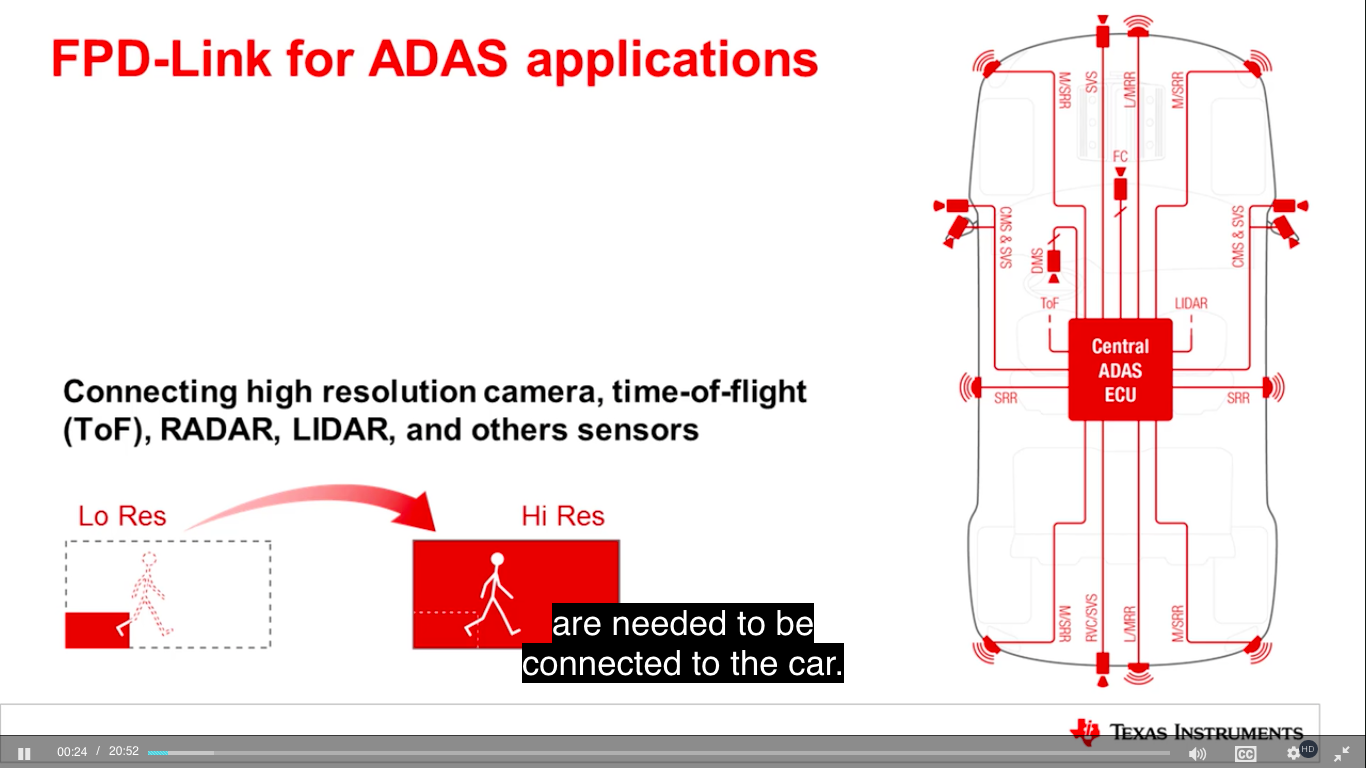 FPD-Link for ADAS applications
M/SRR
SVS
L/MRR
M/SRR
FC
CMS & SVS
DMS
CMS & SVS
ToF
LIDAR
Central
ADAS
ECU
SRR
SRR
Connecting high resolution camera, time-of-flight
(ToF), RADAR, LIDAR, and others sensors
Lo Res
Hi Res
M/SRR
RVC/SVS
L/MRR
M/SRR
are needed to be
connected to the car.
TEXAS INSTRUMENTS
00:24 / 20:52
CC
HD